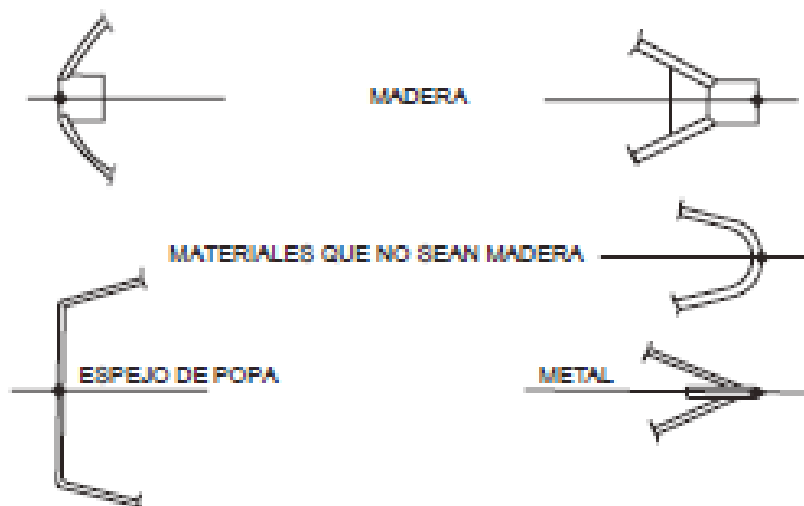 MADERA
MATERIALES QUE NO SEAN MADERA
ESPEJO DE POPA
METAL